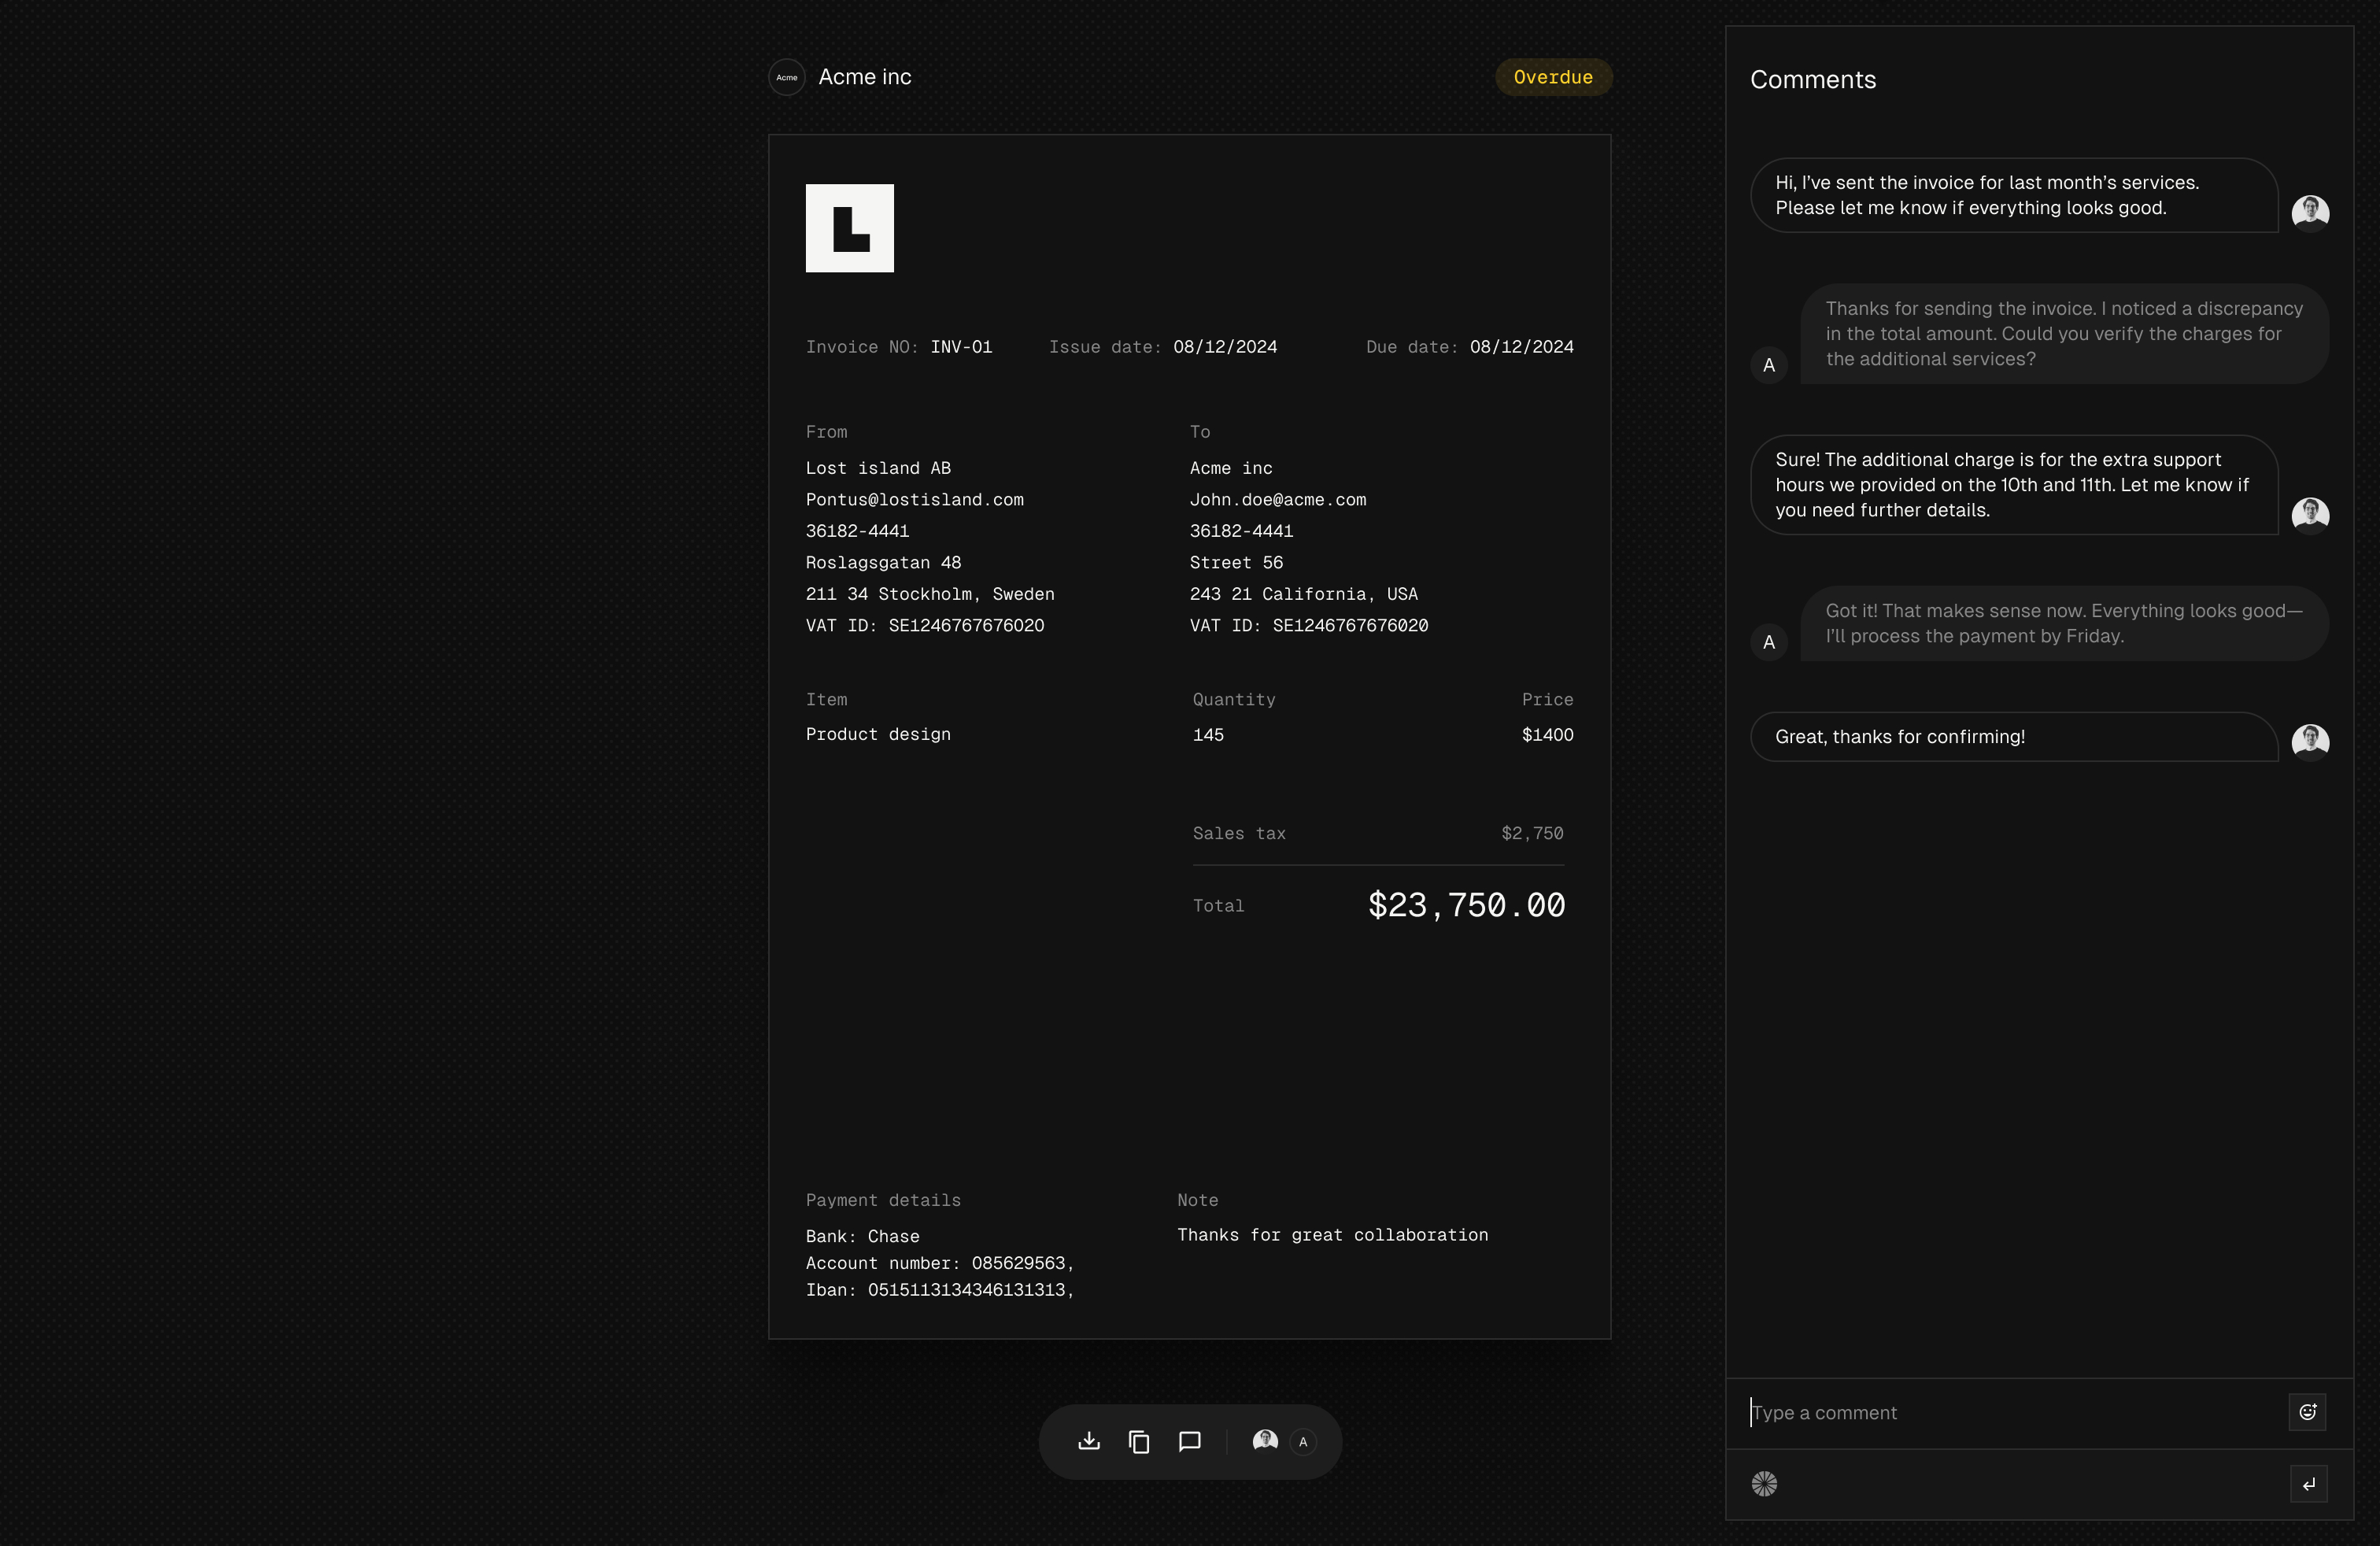 Acme
Acme inc
Overdue
L
Invoice NO: INV-01
Issue date: 08/12/2024
Due date: 08/12/2024
From
Lost island AB
Pontus@lostisland.com
36182-4441
Roslagsgatan 48
211 34 Stockholm, Sweden
VAT ID: SE1246767676020
To
Acme inc
John.doe@acme.com
36182-4441
Street 56
243 21 California, USA
VAT ID: SE1246767676020
Item
Quantity
Price
Product design
145
$1400
Sales tax
$2,750
Total
$23,750.00
Payment details
Bank: Chase
Account number: 085629563,
Iban: 0515113134346131313,
Note
Thanks for great collaboration
A
Comments
Hi, I’ve sent the invoice for last month’s services.
Please let me know if everything looks good.
Thanks for sending the invoice. I noticed a discrepancy
in the total amount. Could you verify the charges for
the additional services?
A
Sure! The additional charge is for the extra support
hours we provided on the 10th and 11th. Let me know if
you need further details.
Got it! That makes sense now. Everything looks good—
I’ll process the payment by Friday.
A
Great, thanks for confirming!
Type a comment